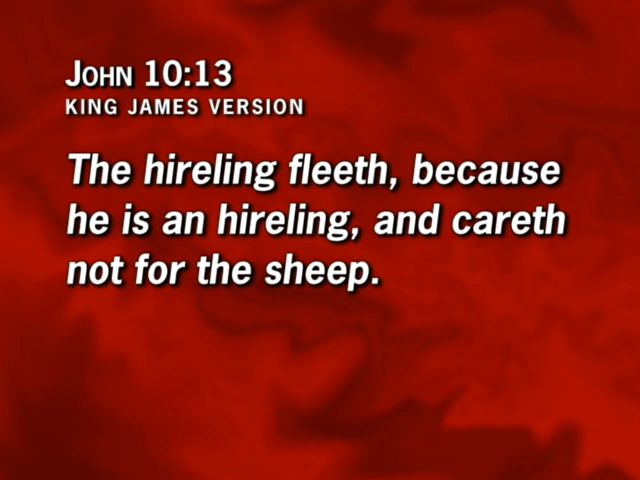 John 10:13
KING JAMES VERSION
The hireling fleeth, because
he is an hireling, and careth
not for the sheep.